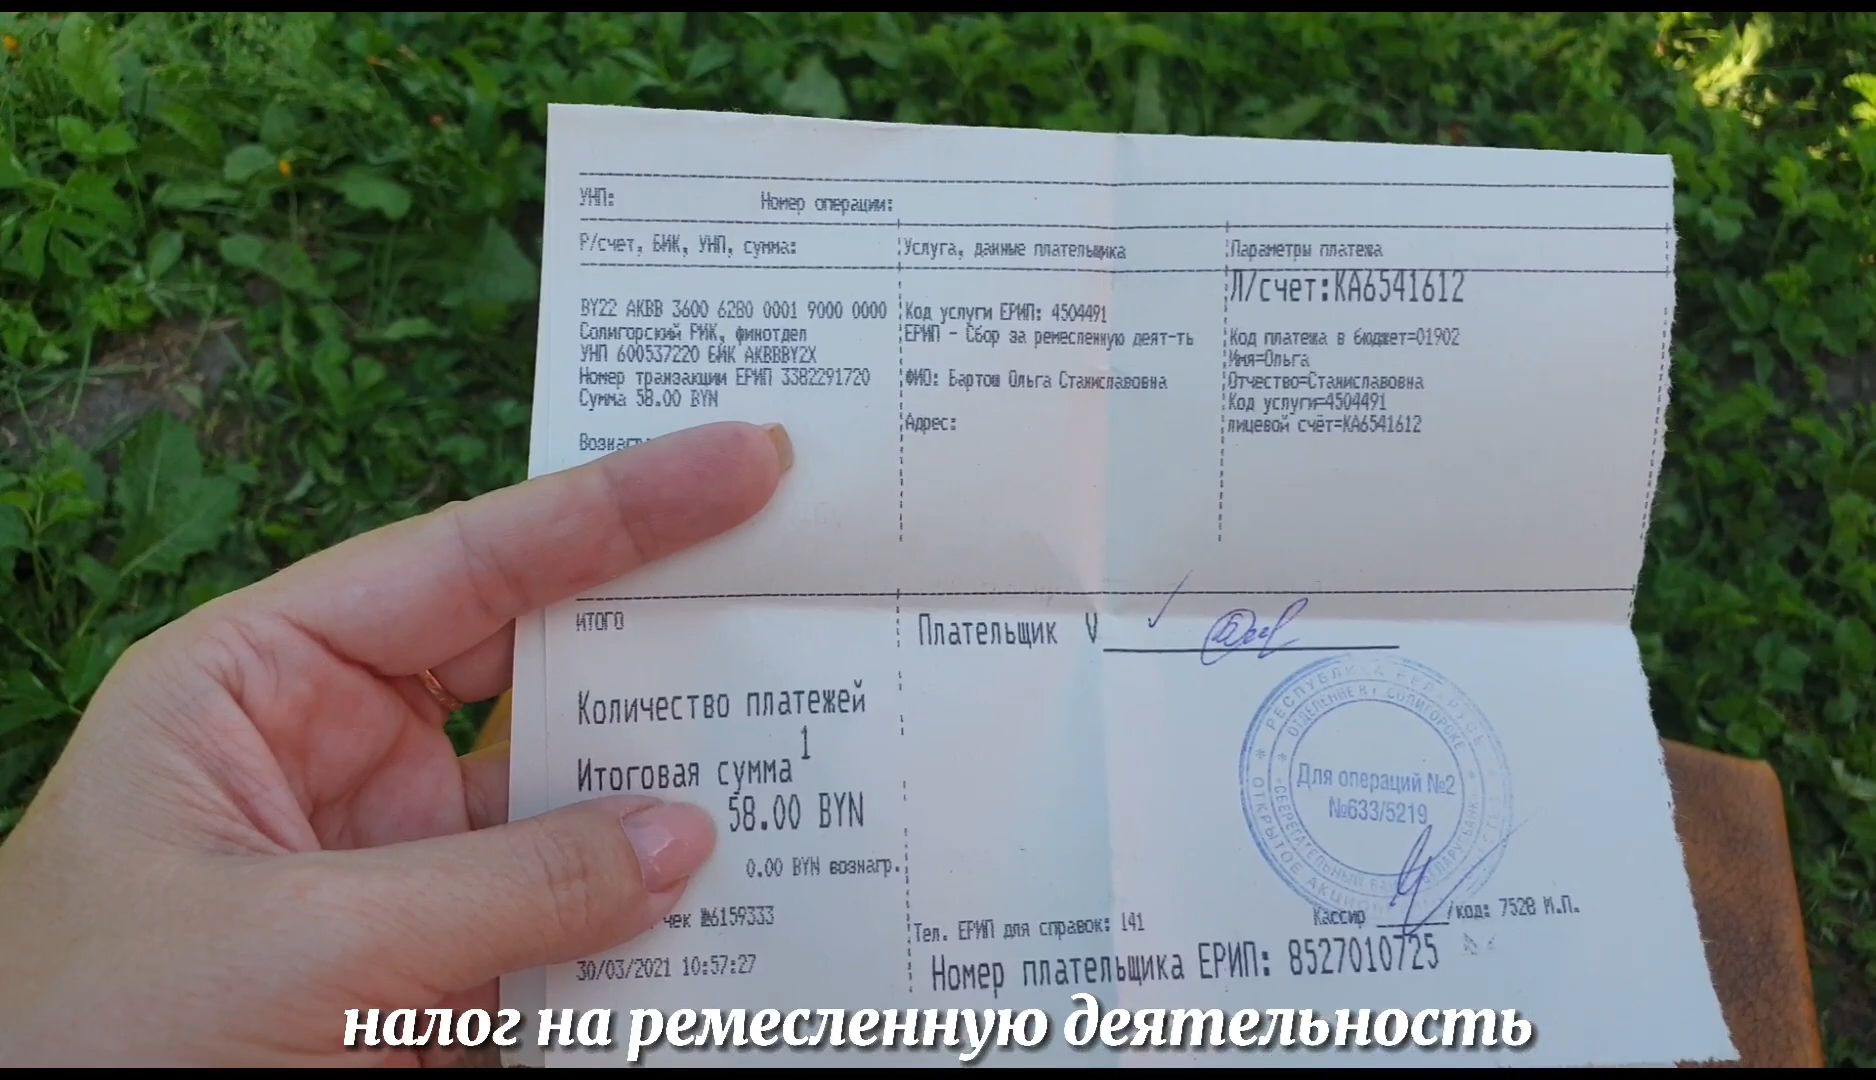 УНП: Номер операции:
Р/счет, БИК, УНП, сумма: Услуга, данные плательщика Параметры платежа
Л/счет:КА6541612
BY22 AKBB 3600 6280 0001 9000 0000
Солигорский РИК, финотдел
УНП 600537220 БИК AKBBBY2X
Номер транзакции ЕРИП 3382291720
Сумма 58.00 BYN
Код услуги ЕРИП: 4504491
ЕРИП - Сбор за ремесленную деят-ть
ФИО: Бартош Ольга Станиславовна
Адрес:
Код платежа в бюджет=01902
Имя=Ольга
Отчество=Станиславовна
Код услуги=4504491
лицевой счёт=КА6541612
ИТОГО
Плательщик V
Количество платежей
1
Итоговая сумма
58.00 BYN
0.00 BYN вознагр.
чек №6159333
30/03/2021 10:57:27
РЕСПУБЛИКА БЕЛАРУСЬ
ОТДЕЛЕНИЕ Г. СОЛИГОРСКЕ
Для операций №2
№633/5219
Кассир /код: 7528 М.П.
Тел. ЕРИП для справок: 141
Номер плательщика ЕРИП: 8527010725
налог на ремесленную деятельность